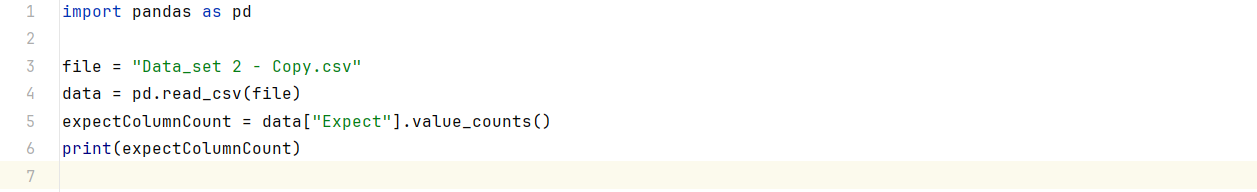 1 import pandas as pd
2
3 file = "Data_set 2 - Copy.csv"
4 data = pd.read_csv(file)
5 expectColumnCount = data["Expect"].value_counts()
6 print(expectColumnCount)
7